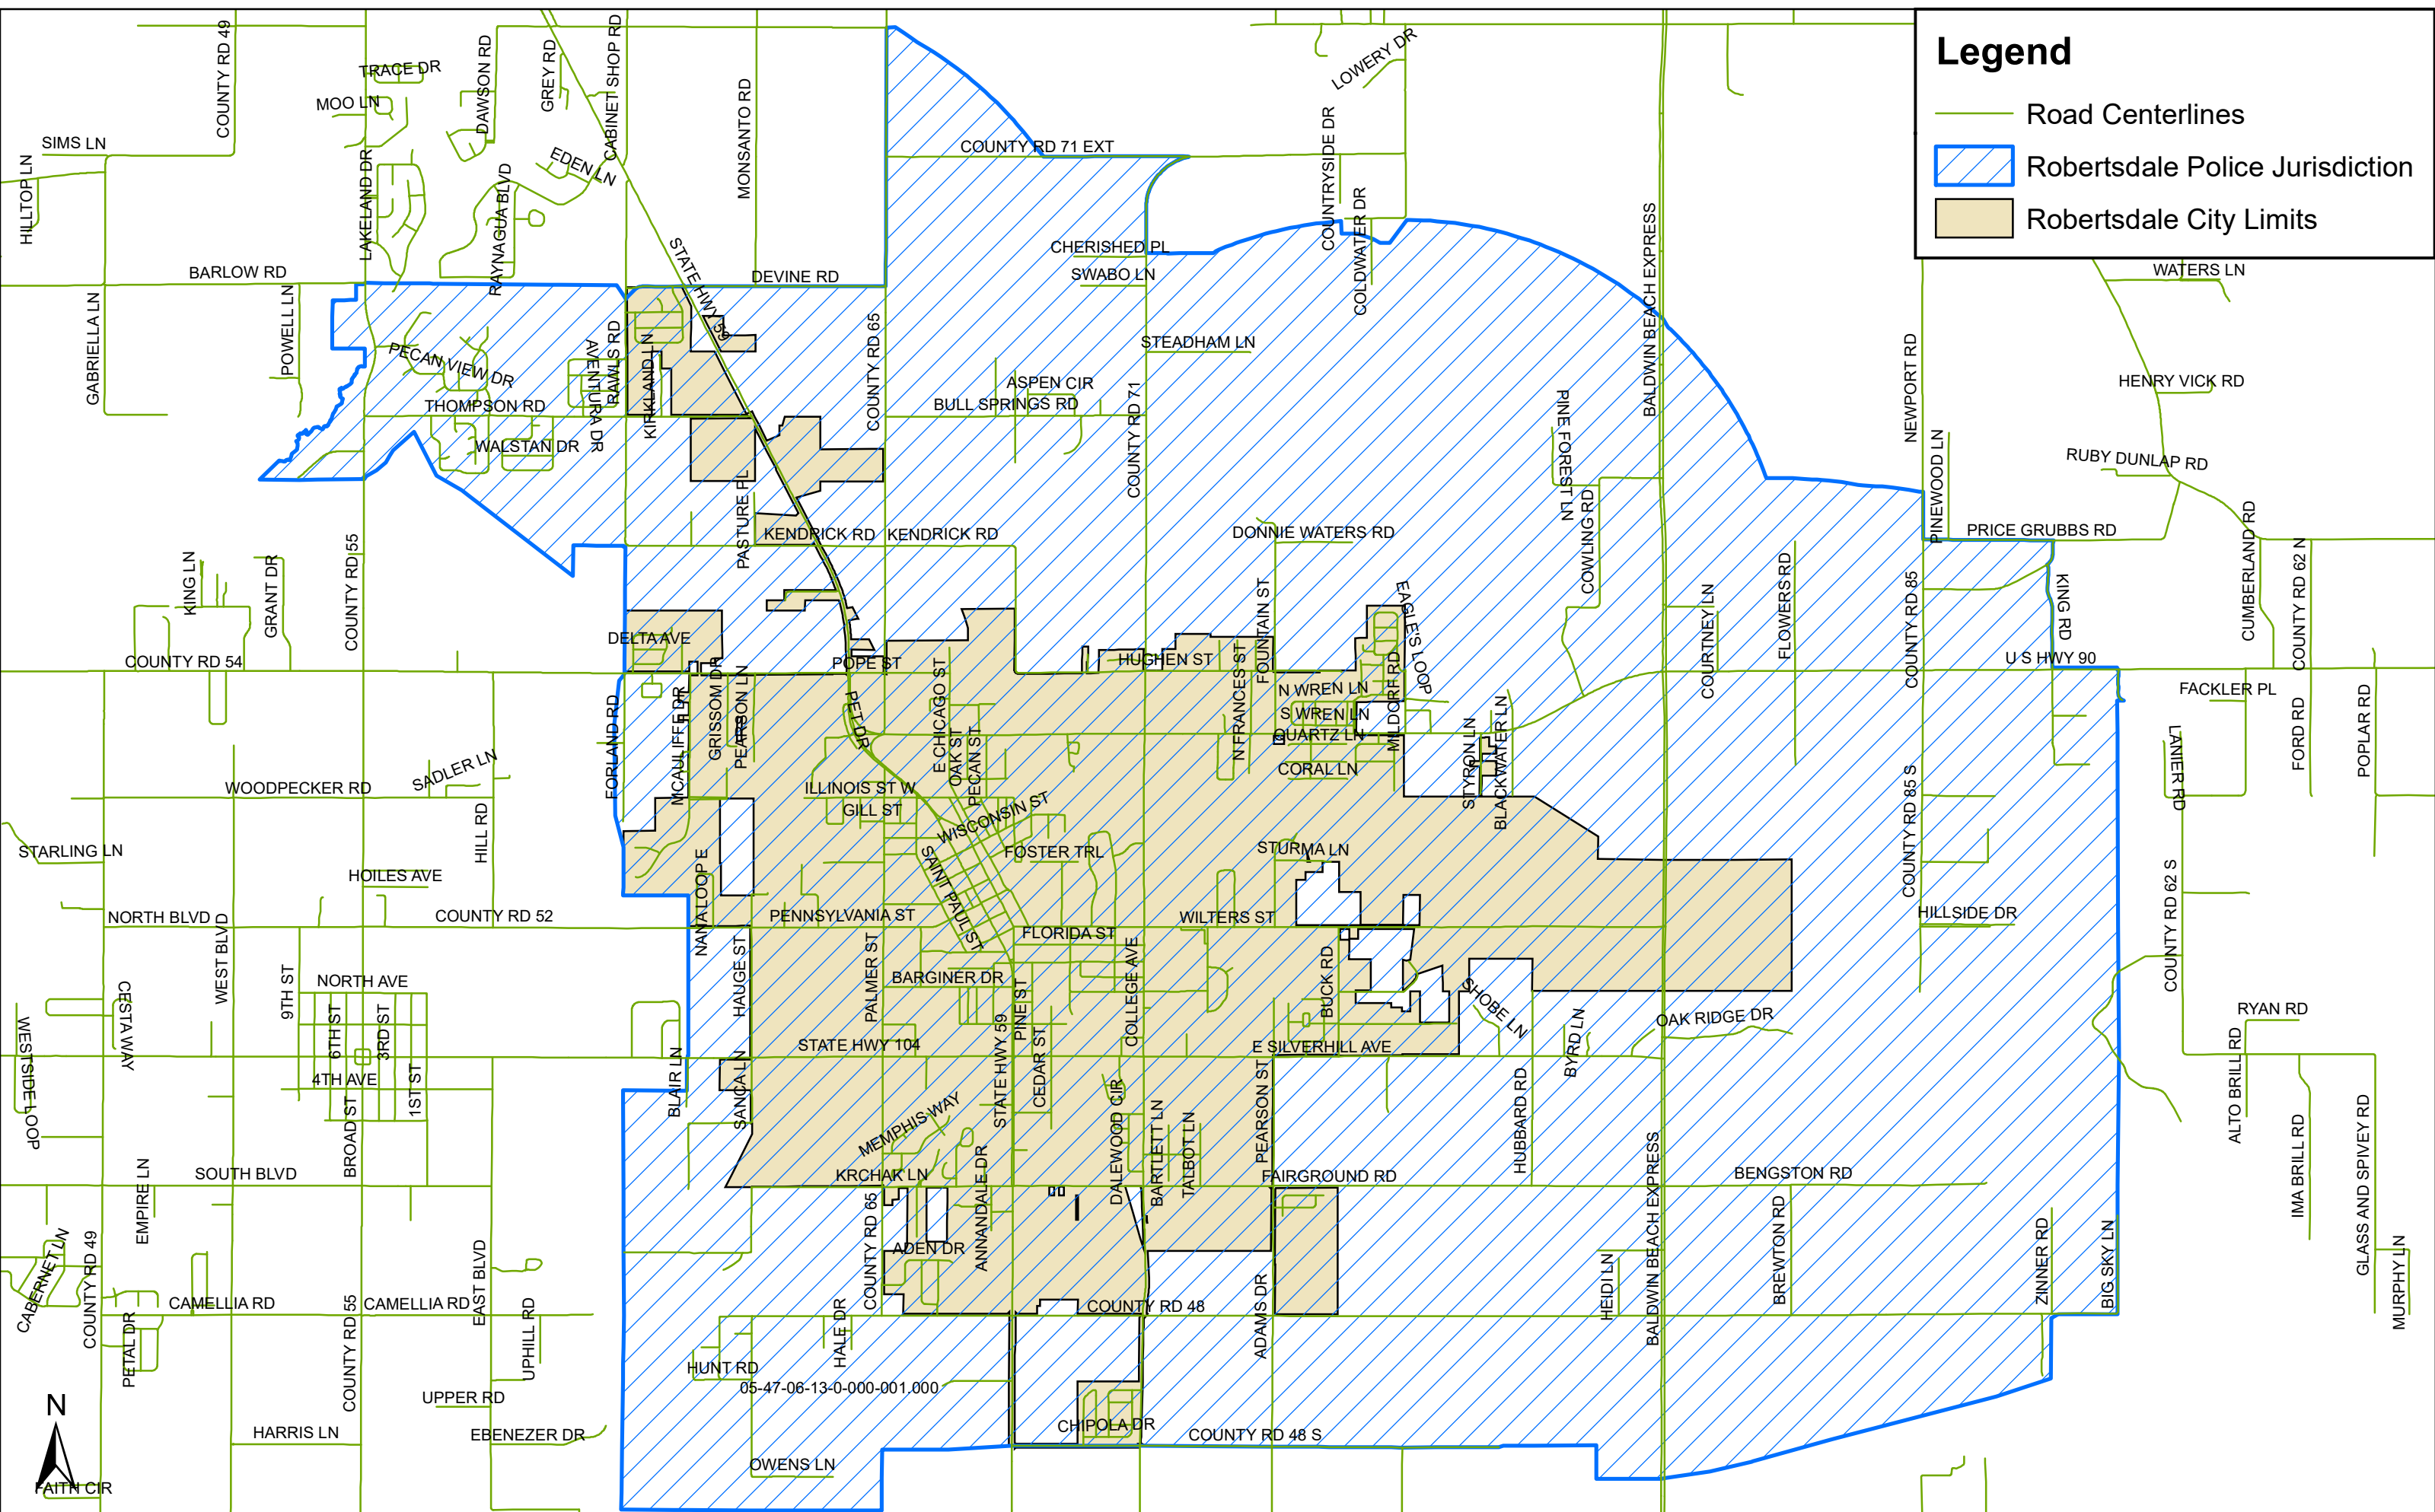 Legend
Road Centerlines
Robertsdale Police Jurisdiction
Robertsdale City Limits
COUNTY RD 49
TRACE DR
MOO LN
DAWSON RD
GREY RD
CABINET SHOP RD
MONSANTO RD
LOWERY DR
SIMS LN
HILLTOP LN
LAKELAND DR
EDEN LN
RAYNAGUA BLVD
COUNTY RD 71 EXT
COUNTRYSIDE DR
COLDWATER DR
BALDWIN BEACH EXPRESS
STATE HWY 59
CHERISHED PL
SWABO LN
BARLOW RD
DEVINE RD
WATERS LN
GABRIELLA LN
POWELL LN
PECAN VIEW DR
AVENTURA DR
RAWLS RD
KIRKLAND LN
COUNTY RD 65
STEADHAM LN
ASPEN CIR
BULL SPRINGS RD
COUNTY RD 71
NEWPORT RD
HENRY VICK RD
THOMPSON RD
WALSTAN DR
PINE FOREST LN
PINEWOOD LN
RUBY DUNLAP RD
PASTURE PL
COWLING RD
KENDRICK RD
KENDRICK RD
DONNIE WATERS RD
PRICE GRUBBS RD
CUMBERLAND RD
COUNTY RD 62 N
KING LN
GRANT DR
COUNTY RD 55
FOUNTAIN ST
EAGLE'S LOOP
COURTNEY LN
FLOWERS RD
COUNTY RD 85
KING RD
DELTA AVE
COUNTY RD 54
POPE ST
HUGHEN ST
U S HWY 90
FORLAND RD
MCAULIFFE DR
GRISSOM DR
PEARSON LN
PET DR
E CHICAGO ST
OAK ST
PECAN ST
N FRANCES ST
N WREN LN
S WREN LN
QUARTZ LN
CORAL LN
MILDORF RD
STYRON LN
BLACKWATER LN
FACKLER PL
FORD RD
POPLAR RD
LANIER RD
WOODPECKER RD
SADLER LN
HILL RD
ILLINOIS ST W
GILL ST
WISCONSIN ST
FOSTER TRL
STURMA LN
COUNTY RD 85 S
STARLING LN
HOILES AVE
NANA LOOP E
SAINT PAUL ST
COUNTY RD 62 S
NORTH BLVD
WEST BLVD
COUNTY RD 52
PENNSYLVANIA ST
FLORIDA ST
WILTERS ST
HILLSIDE DR
CESTA WAY
9TH ST
NORTH AVE
HAUGE ST
PALMER ST
BARGINER DR
COLLEGE AVE
BUCK RD
SHOBE LN
WESTSIDE LOOP
6TH ST
3RD ST
STATE HWY 59
PINE ST
CEDAR ST
OAK RIDGE DR
RYAN RD
STATE HWY 104
E SILVERHILL AVE
BYRD LN
ALTO BRILL RD
4TH AVE
1ST ST
BLAIR LN
SANCA LN
MEMPHIS WAY
DALEWOOD CIR
BARTLETT LN
TALBOT LN
PEARSON ST
HUBBARD RD
BROAD ST
SOUTH BLVD
EMPIRE LN
KRCHAK LN
ANNANDALE DR
FAIRGROUND RD
BENGSTON RD
IMA BRILL RD
GLASS AND SPIVEY RD
CABERNET LN
COUNTY RD 49
EAST BLVD
COUNTY RD 65
ADEN DR
ADAMS DR
HEIDI LN
BALDWIN BEACH EXPRESS
BREWTON RD
ZINNER RD
BIG SKY LN
MURPHY LN
CAMELLIA RD
CAMELLIA RD
COUNTY RD 48
PETAL DR
COUNTY RD 55
UPHILL RD
HALE DR
HUNT RD
05-47-06-13-0-000-001.000
UPPER RD
N
HARRIS LN
EBENEZER DR
CHIPOLA DR
COUNTY RD 48 S
OWENS LN
FAITH CIR